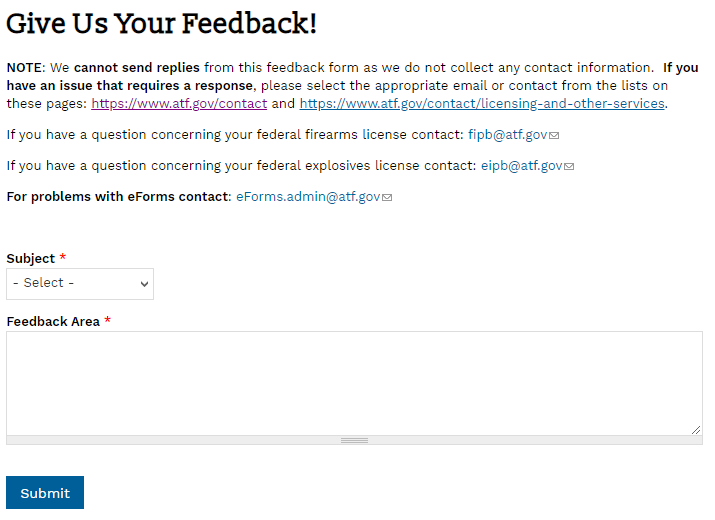 Give Us Your Feedback!
NOTE: We cannot send replies from this feedback form as we do not collect any contact information.  If you
have an issue that requires a response, please select the appropriate email or contact from the lists on
these pages: https://www.atf.gov/contact and https://www.atf.gov/contact/licensing-and-other-services.
If you have a question concerning your federal firearms license contact: fipb@atf.gov
If you have a question concerning your federal explosives license contact: eipb@atf.gov
For problems with eForms contact: eForms.admin@atf.gov
Subject *
- Select -
Feedback Area *
Submit